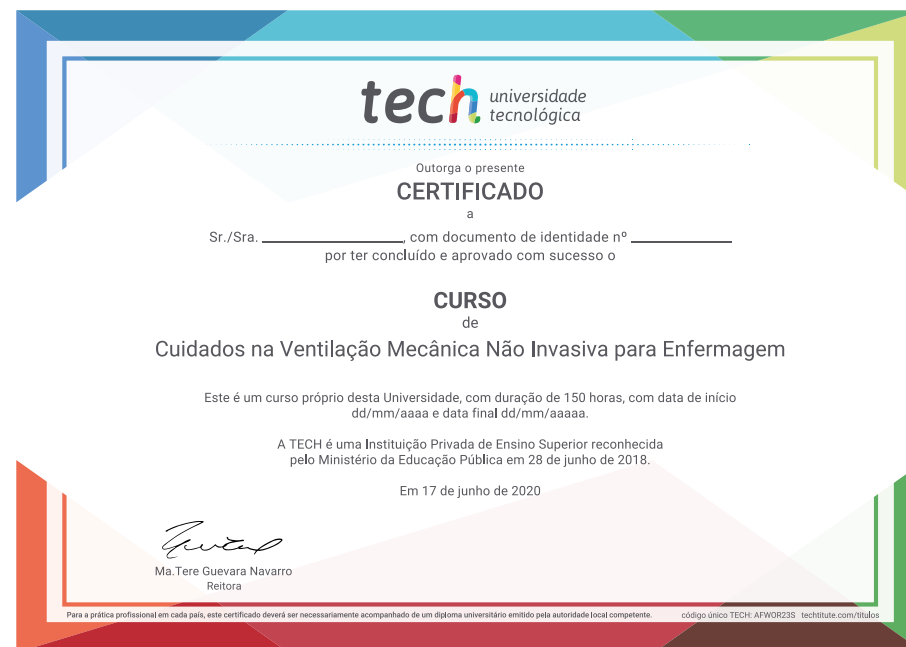 tech universidade
tecnológica
Outorga o presente
CERTIFICADO
a
Sr./Sra. ____________________, com documento de identidade nº ______________
por ter concluído e aprovado com sucesso o
CURSO
de
Cuidados na Ventilação Mecânica Não Invasiva para Enfermagem
Este é um curso próprio desta Universidade, com duração de 150 horas, com data de início
dd/mm/aaaa e data final dd/mm/aaaaa.
A TECH é uma Instituição Privada de Ensino Superior reconhecida
pelo Ministério da Educação Pública em 28 de junho de 2018.
Em 17 de junho de 2020
Ma.Tere Guevara Navarro
Reitora
Para a prática profissional em cada país, este certificado deverá ser necessariamente acompanhado de um diploma universitário emitido pela autoridade local competente. código único TECH: AFWOR23S techtitute.com/titulos